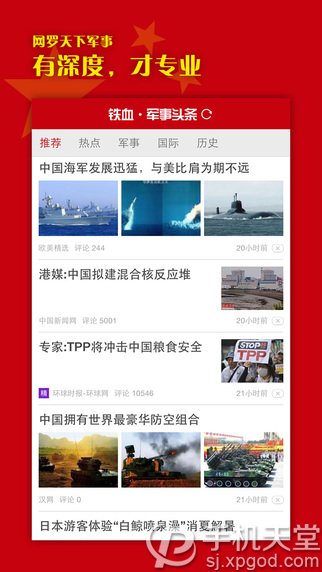 网罗天下军事
有深度，才专业
铁血·军事头条
推荐 热点 军事 国际 历史
中国海军发展迅猛，与美比肩为期不远
欧美精选 评论 244 20小时前
港媒:中国拟建混合核反应堆
中国新闻网 评论 5001 20小时前
专家:TPP将冲击中国粮食安全
STOP TPP
精 环球时报-环球网 评论 10546 21小时前
中国拥有世界最豪华防空组合
汉网 评论 0 21小时前
日本游客体验“白鲸喷泉澡”消夏解暑
手机天堂
sj.xpgod.com